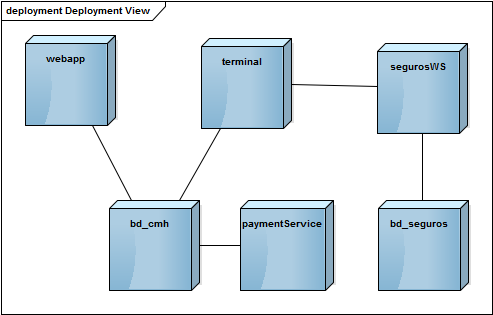 deployment Deployment View
webapp
terminal
segurosWS
bd_cmh
paymentService
bd_seguros